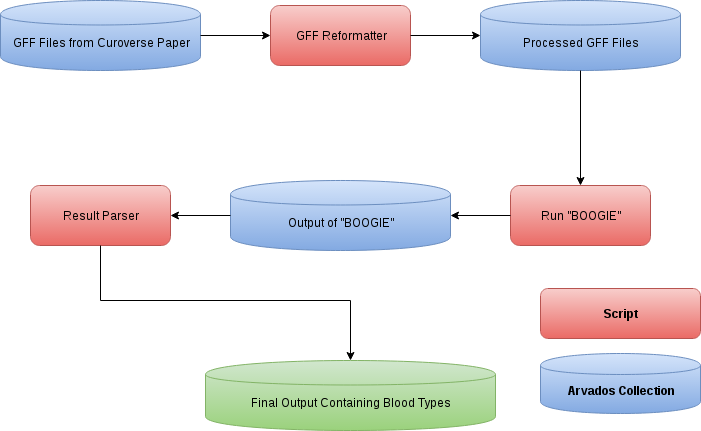 GFF Files from Curoverse Paper
GFF Reformatter
Processed GFF Files
Result Parser
Output of "BOOGIE"
Run "BOOGIE"
Script
Arvados Collection
Final Output Containing Blood Types